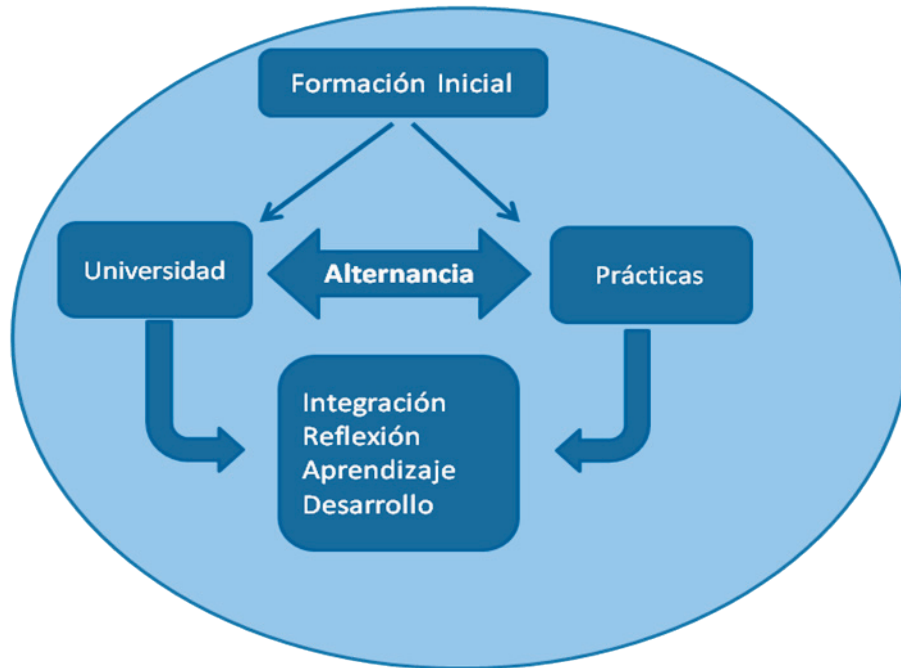 Formación Inicial
Universidad
Alternancia
Prácticas
Integración
Reflexión
Aprendizaje
Desarrollo